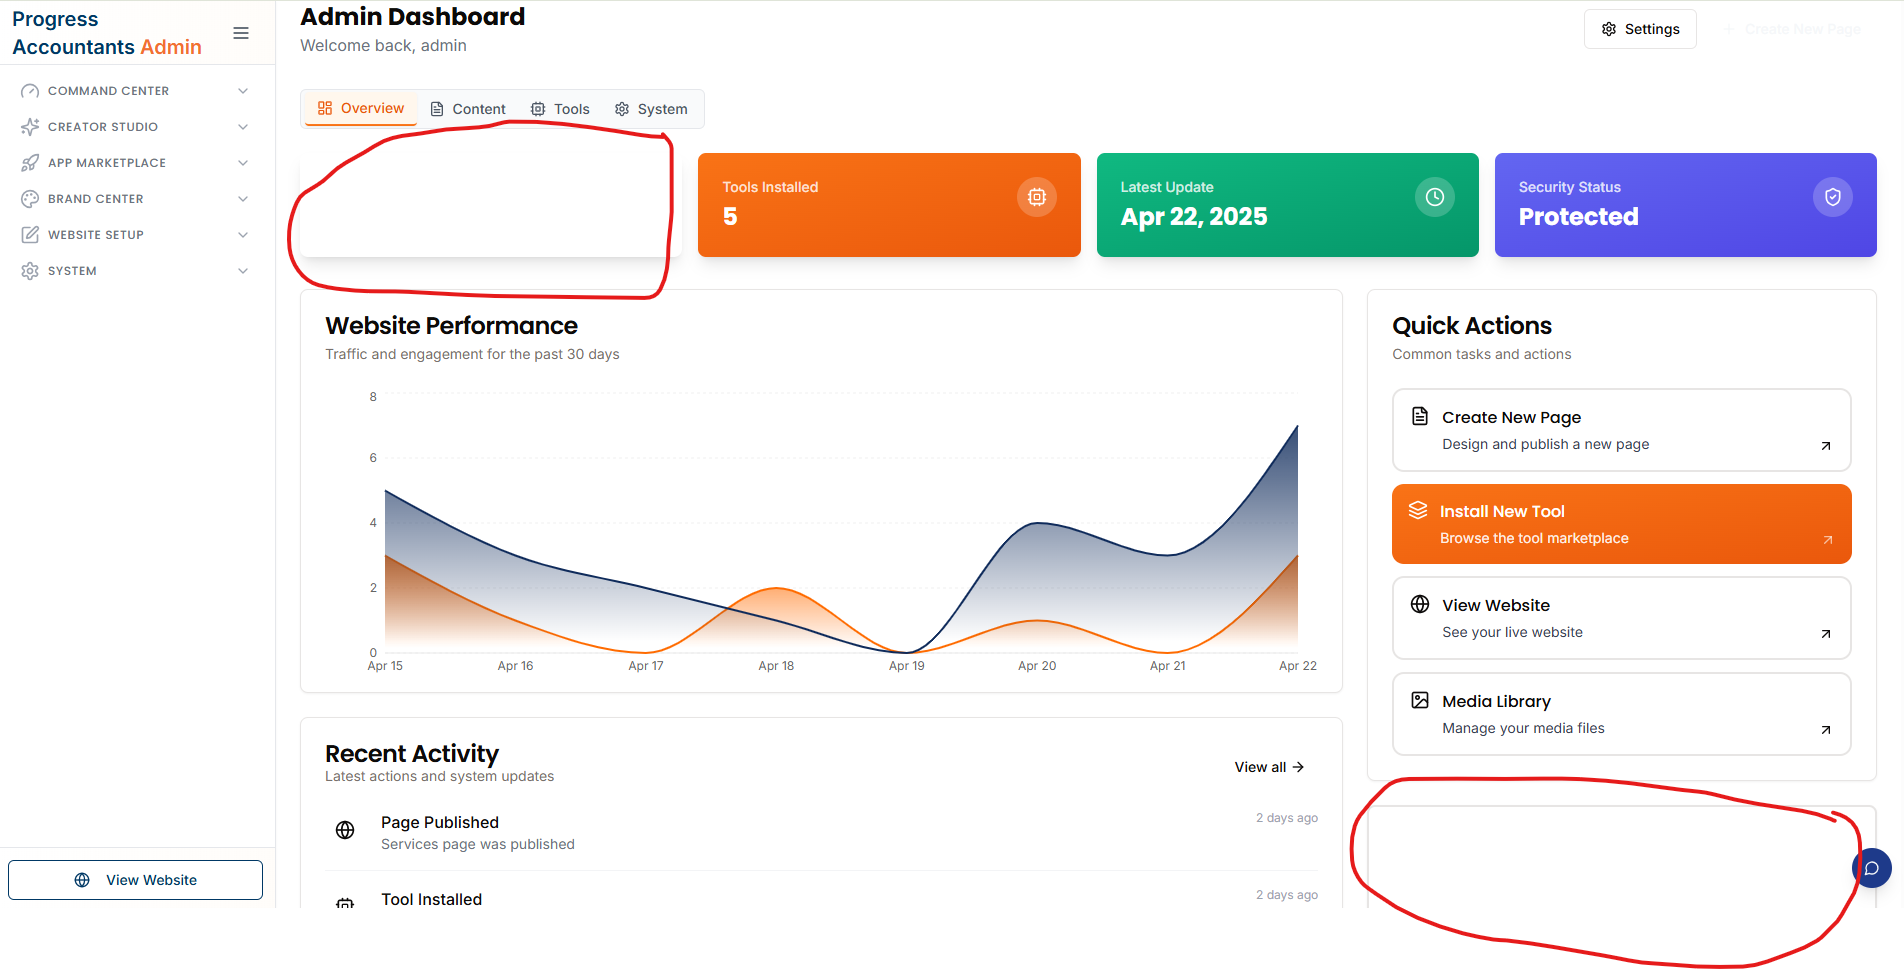 Progress
Accountants Admin
COMMAND CENTER
CREATOR STUDIO
APP MARKETPLACE
BRAND CENTER
WEBSITE SETUP
SYSTEM
View Website
Admin Dashboard
Welcome back, admin
Settings
+ Create New Page
Overview
Content
Tools
System
Tools Installed
5
Latest Update
Apr 22, 2025
Security Status
Protected
Website Performance
Traffic and engagement for the past 30 days
8
6
4
2
0
Apr 15 Apr 16 Apr 17 Apr 18 Apr 19 Apr 20 Apr 21 Apr 22
Quick Actions
Common tasks and actions
Create New Page
Design and publish a new page
Install New Tool
Browse the tool marketplace
View Website
See your live website
Media Library
Manage your media files
Recent Activity
Latest actions and system updates
View all
Page Published
2 days ago
Services page was published
Tool Installed
2 days ago